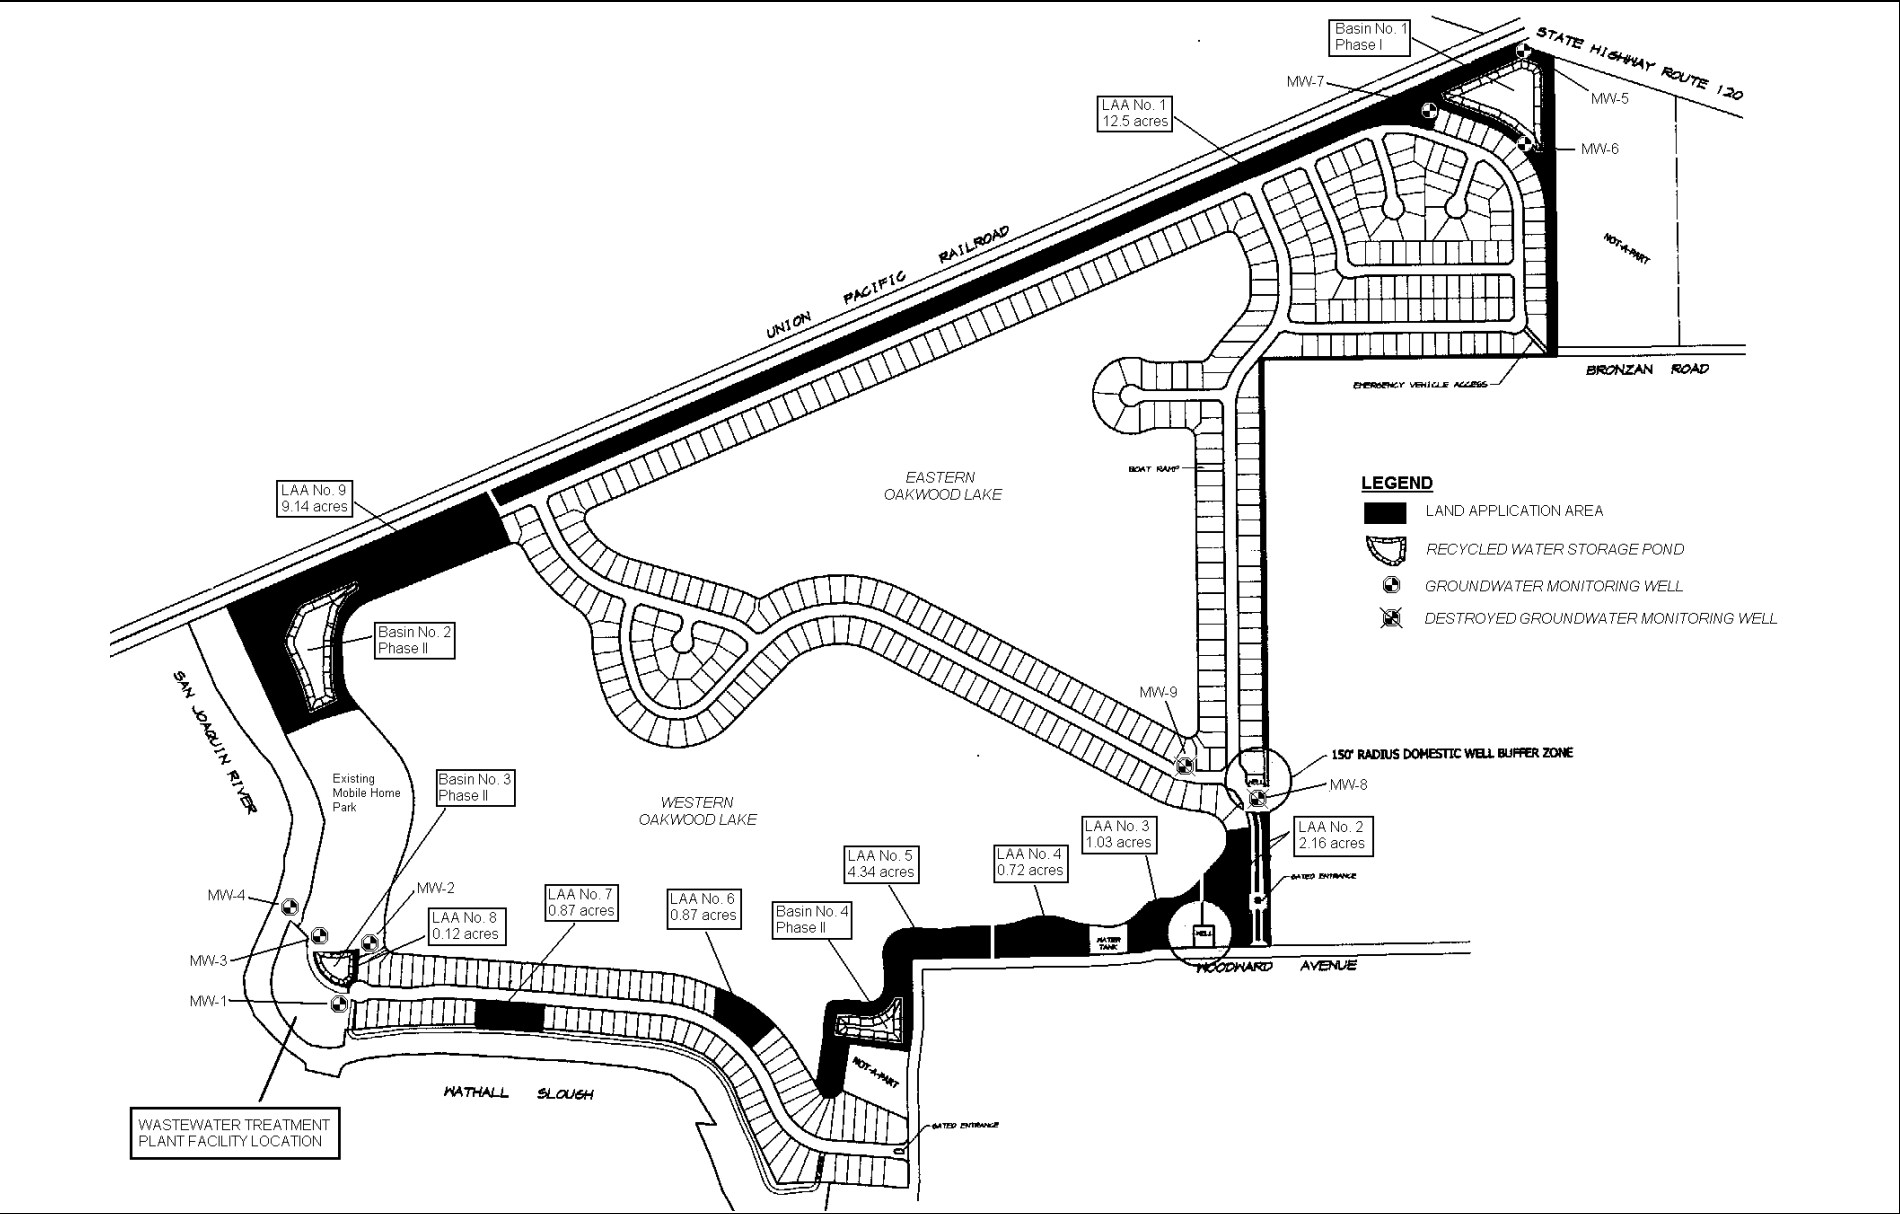 Basin No. 1
Phase I
STATE HIGHWAY ROUTE 120
MW-7
MW-5
LAA No. 1
12.5 acres
MW-6
NOT-A-PART
UNION PACIFIC RAILROAD
BRONZAN ROAD
EMERGENCY VEHICLE ACCESS
BOAT RAMP
EASTERN
OAKWOOD LAKE
LEGEND
LAND APPLICATION AREA
RECYCLED WATER STORAGE POND
GROUNDWATER MONITORING WELL
DESTROYED GROUNDWATER MONITORING WELL
LAA No. 9
9.14 acres
Basin No. 2
Phase II
SAN JOAQUIN RIVER
MW-9
150' RADIUS DOMESTIC WELL BUFFER ZONE
WELL
MW-8
Existing
Mobile Home
Park
Basin No. 3
Phase II
WESTERN
OAKWOOD LAKE
LAA No. 3
1.03 acres
LAA No. 2
2.16 acres
LAA No. 4
0.72 acres
LAA No. 5
4.34 acres
GATED ENTRANCE
MW-4
MW-2
LAA No. 8
0.12 acres
LAA No. 7
0.87 acres
LAA No. 6
0.87 acres
Basin No. 4
Phase II
WATER
TANK
WELL
WOODWARD AVENUE
MW-3
MW-1
NOT-A-PART
WATHALL SLOUGH
GATED ENTRANCE
WASTEWATER TREATMENT
PLANT FACILITY LOCATION